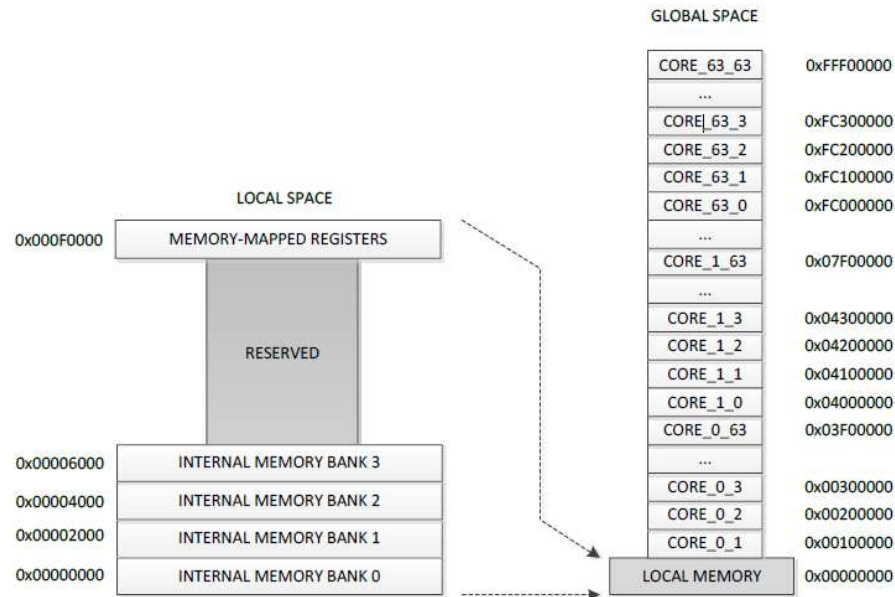 GLOBAL SPACE
CORE_63_63 0xFFF00000
...
CORE_63_3 0xFC300000
CORE_63_2 0xFC200000
CORE_63_1 0xFC100000
CORE_63_0 0xFC000000
...
CORE_1_63 0x07F00000
...
CORE_1_3 0x04300000
CORE_1_2 0x04200000
CORE_1_1 0x04100000
CORE_1_0 0x04000000
CORE_0_63 0x03F00000
...
CORE_0_3 0x00300000
CORE_0_2 0x00200000
CORE_0_1 0x00100000
LOCAL MEMORY 0x00000000
LOCAL SPACE
0x000F0000 MEMORY-MAPPED REGISTERS
RESERVED
0x00006000 INTERNAL MEMORY BANK 3
0x00004000 INTERNAL MEMORY BANK 2
0x00002000 INTERNAL MEMORY BANK 1
0x00000000 INTERNAL MEMORY BANK 0